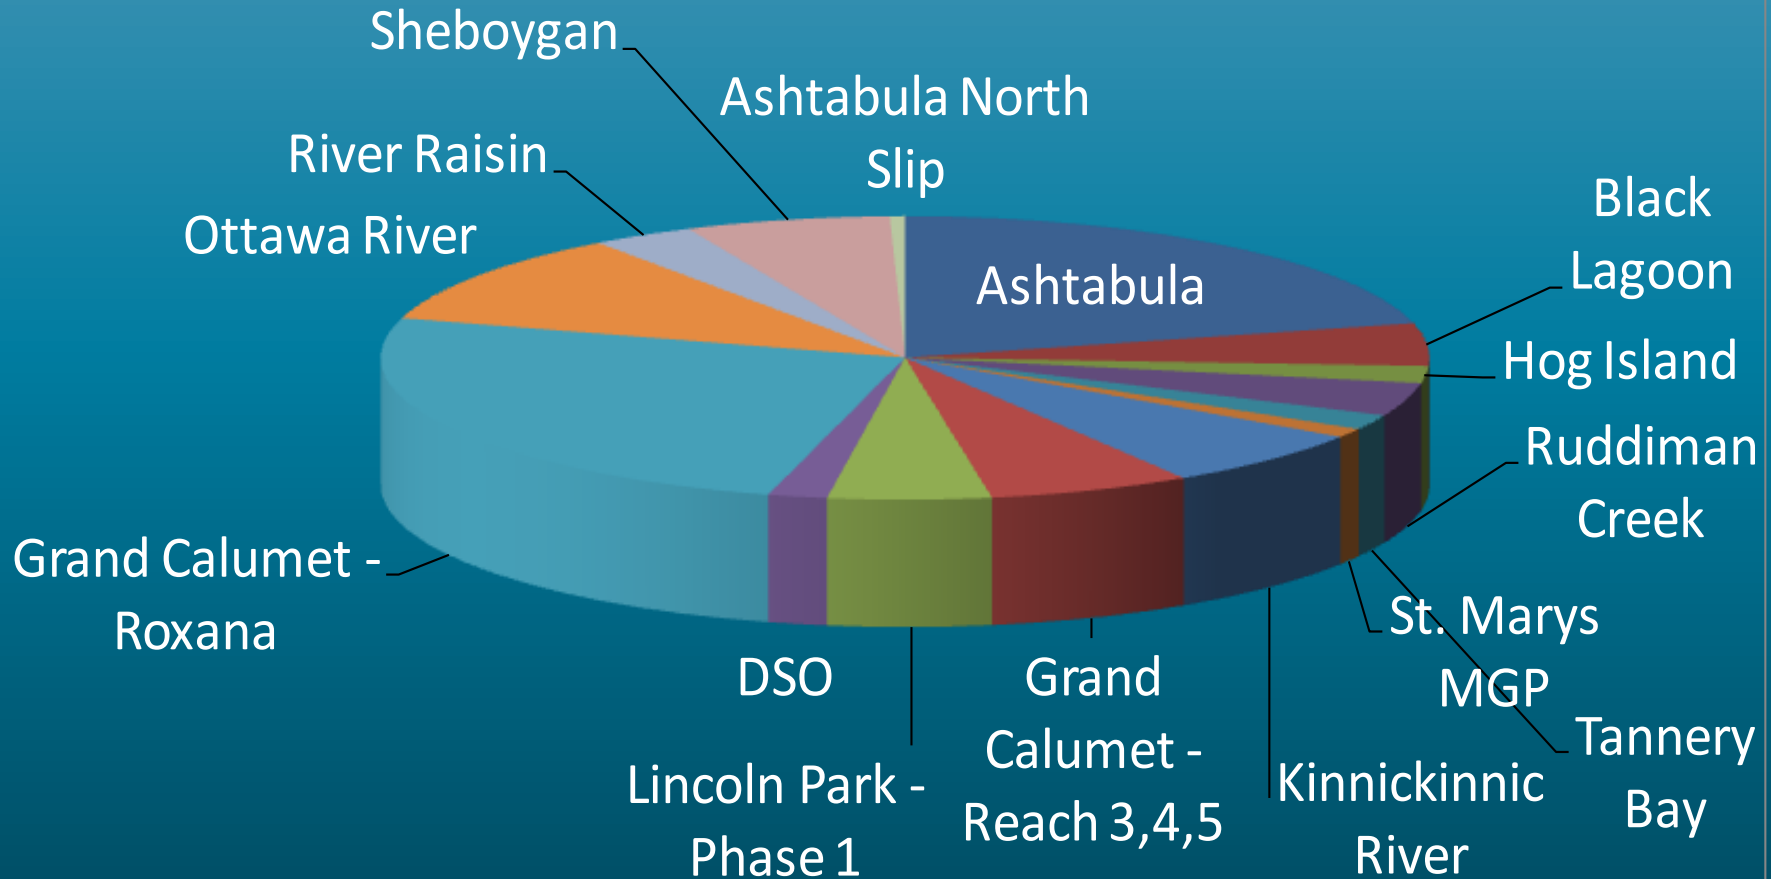 Sheboygan
Ashtabula North
Slip
River Raisin
Ottawa River
Black
Lagoon
Ashtabula
Hog Island
Ruddiman
Creek
Grand Calumet -
Roxana
St. Marys
MGP
Tannery
Bay
DSO
Grand
Calumet -
Reach 3,4,5
Kinnickinnic
River
Lincoln Park -
Phase 1